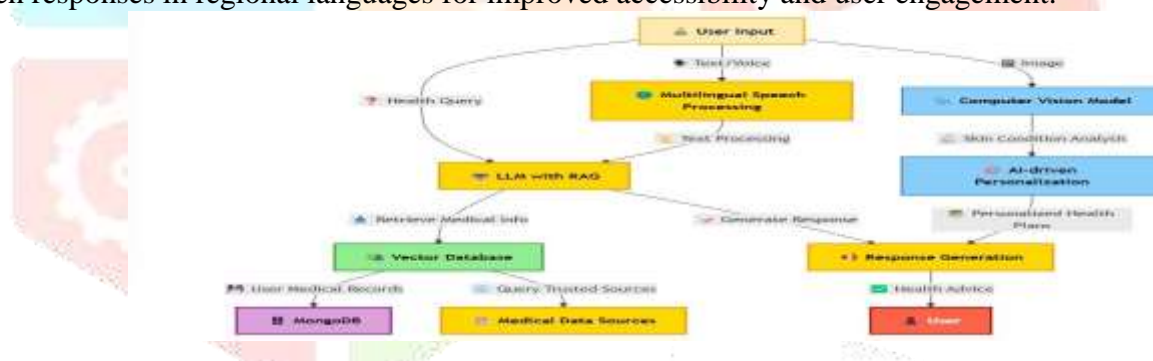 responses in regional languages for improved accessibility and user engagement.
User Input
Text/Voice
Image
Health Query
Multilingual Speech
Processing
Computer Vision Model
Text Processing
Skin Condition Analysis
LLM with RAG
AI-driven
Personalization
Retrieve Medical Info
Generate Response
Personalized Health
Plans
Vector Database
Response Generation
User Medical Records
Query Trusted Sources
Health Advice
MongoDB
Medical Data Sources
User